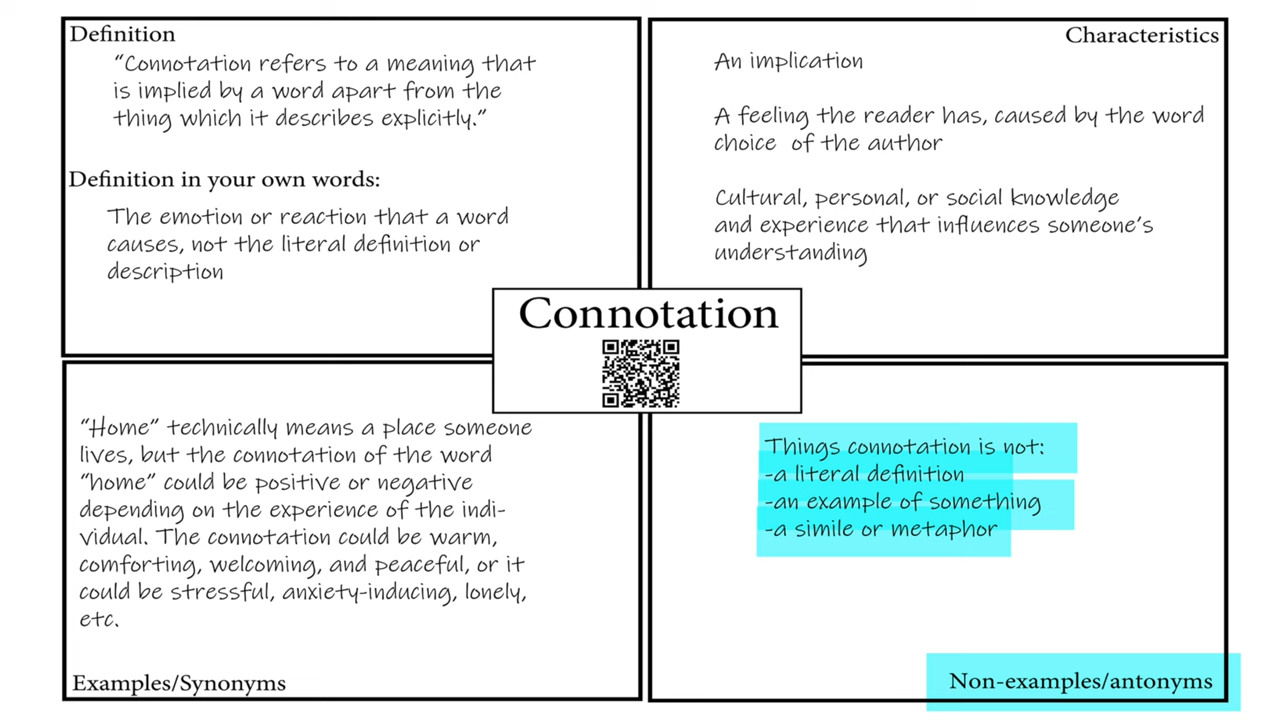 Definition
“Connotation refers to a meaning that
is implied by a word apart from the
thing which it describes explicitly.”
Definition in your own words:
The emotion or reaction that a word
causes, not the literal definition or
description
Characteristics
An implication
A feeling the reader has, caused by the word
choice of the author
Cultural, personal, or social knowledge
and experience that influences someone’s
understanding
Connotation
“Home” technically means a place someone
lives, but the connotation of the word
“home” could be positive or negative
depending on the experience of the indi-
vidual. The connotation could be warm,
comforting, welcoming, and peaceful, or it
could be stressful, anxiety-inducing, lonely,
etc.
Examples/Synonyms
Things connotation is not:
-a literal definition
-an example of something
-a simile or metaphor
Non-examples/antonyms